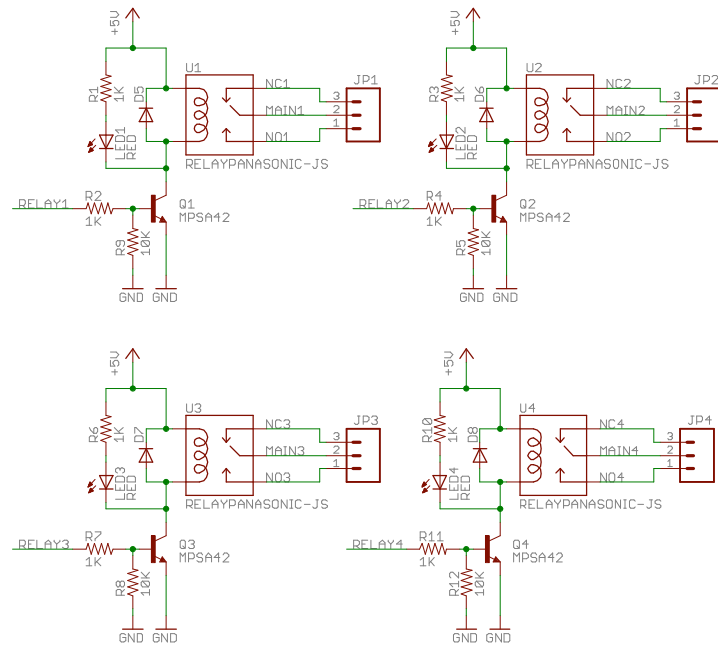 +5V
R1
1K
LED1
RED
D5
U1
NC1
MAIN1
NO1
3
2
1
JP1
RELAYPANASONIC-JS
RELAY1
R2
1K
R9
10K
Q1
MPSA42
GND
GND
+5V
R3
1K
LED2
RED
D6
U2
NC2
MAIN2
NO2
3
2
1
JP2
RELAYPANASONIC-JS
RELAY2
R4
1K
R5
10K
Q2
MPSA42
GND
GND
+5V
R6
1K
LED3
RED
D7
U3
NC3
MAIN3
NO3
3
2
1
JP3
RELAYPANASONIC-JS
RELAY3
R7
1K
R8
10K
Q3
MPSA42
GND
GND
+5V
R10
1K
LED4
RED
D8
U4
NC4
MAIN4
NO4
3
2
1
JP4
RELAYPANASONIC-JS
RELAY4
R11
1K
R12
10K
Q4
MPSA42
GND
GND